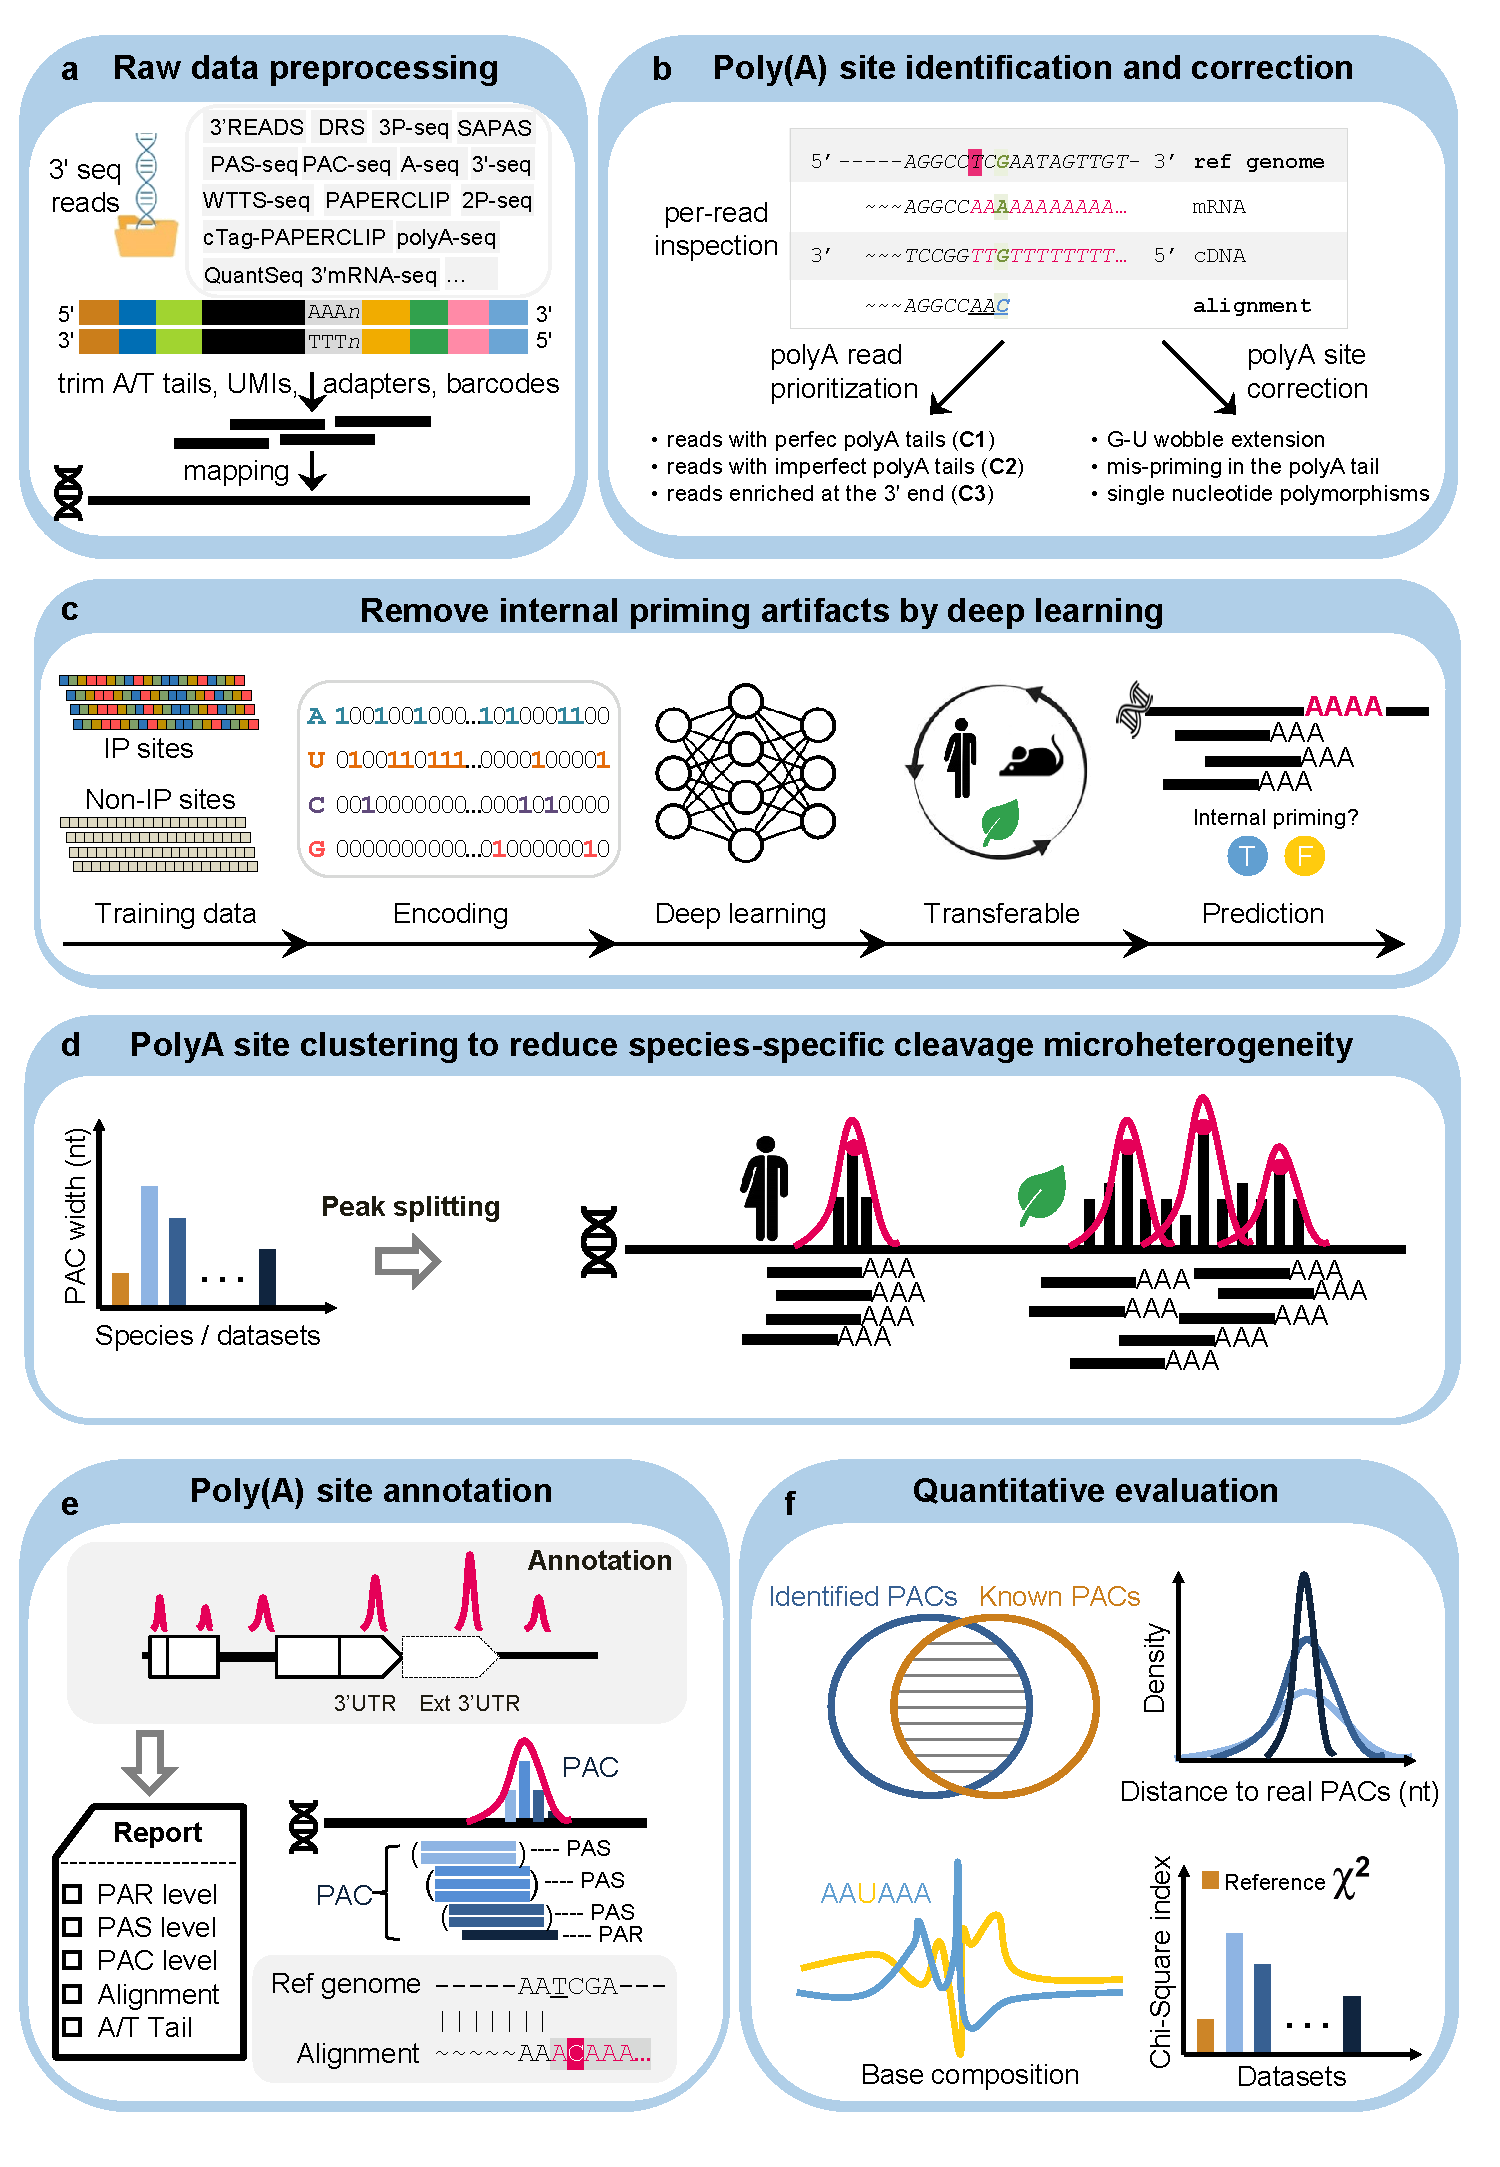 a Raw data preprocessing
3' seq
reads
3’READS DRS 3P-seq SAPAS
PAS-seq PAC-seq A-seq 3'-seq
WTTS-seq PAPERCLIP 2P-seq
cTag-PAPERCLIP polyA-seq
QuantSeq 3'mRNA-seq ...
5' AAAn 3'
3' TTTn 5'
trim A/T tails, UMIs, adapters, barcodes
mapping
b Poly(A) site identification and correction
per-read
inspection
5’ -----AGGCCTCGAATAGTTGT- 3’ ref genome
~~~AGGCCAAAAAAAAAAA… mRNA
3’ ~~~TCCGGTTGTTTTTTTT… 5’ cDNA
~~~AGGCCAAC alignment
polyA read
prioritization
polyA site
correction
• reads with perfec polyA tails (C1)
• reads with imperfect polyA tails (C2)
• reads enriched at the 3' end (C3)
• G-U wobble extension
• mis-priming in the polyA tail
• single nucleotide polymorphisms
c Remove internal priming artifacts by deep learning
IP sites
Non-IP sites
A 1001001000...1010001100
U 0100110111...0000100001
C 0010000000...0001010000
G 0000000000...0100000010
AAAA
AAA
AAA
AAA
Internal priming?
T F
Training data Encoding Deep learning Transferable Prediction
d PolyA site clustering to reduce species-specific cleavage microheterogeneity
PAC width (nt)
...
Species / datasets
Peak splitting
AAA
AAA
AAA
AAA
AAA AAA
AAA
AAA AAA
AAA
AAA
e Poly(A) site annotation
Annotation
3’UTR Ext 3’UTR
Report
PAR level
PAS level
PAC level
Alignment
A/T Tail
PAC
PAC
( ) ---- PAS
( ) ---- PAS
( ) ---- PAS
---- PAR
Ref genome -----AATCGA---
| | | | | | |
Alignment ~~~~~AAACAAA…
f Quantitative evaluation
Identified PACs Known PACs
Density
Distance to real PACs (nt)
AAUAAA
Base composition
Chi-Square index
Reference χ2
...
Datasets